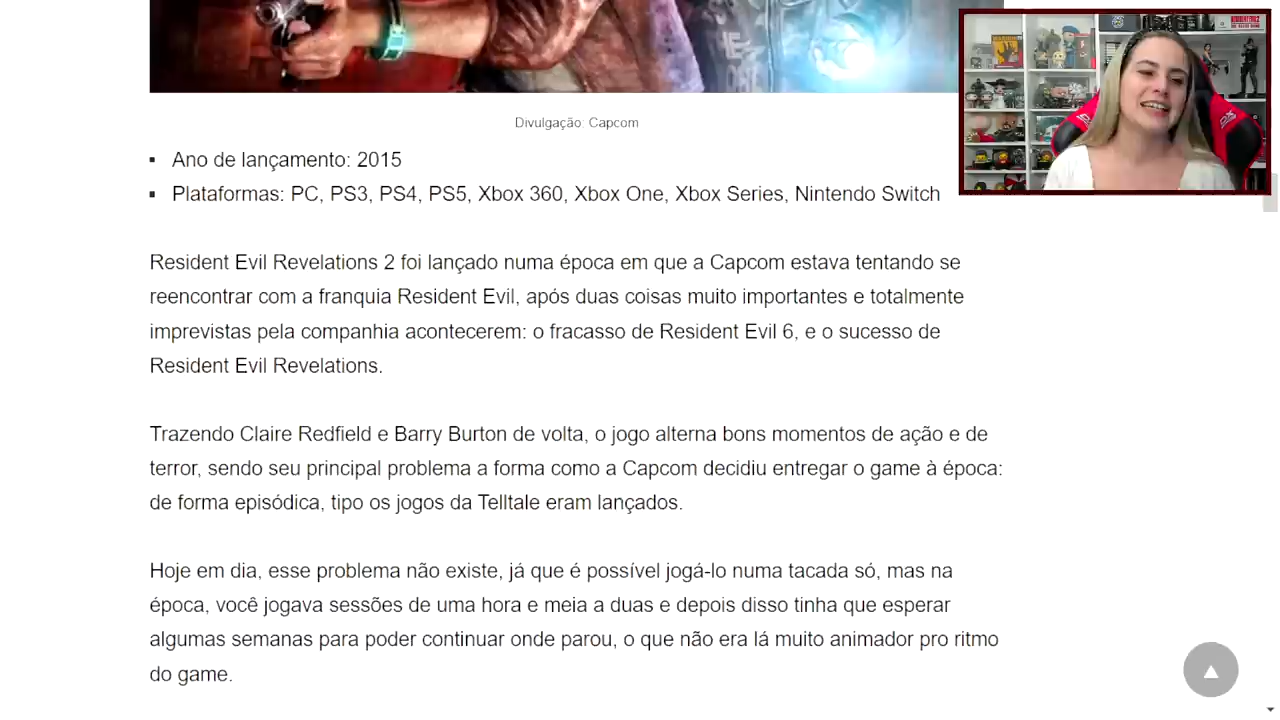 Divulgação: Capcom
▪ Ano de lançamento: 2015
▪ Plataformas: PC, PS3, PS4, PS5, Xbox 360, Xbox One, Xbox Series, Nintendo Switch
Resident Evil Revelations 2 foi lançado numa época em que a Capcom estava tentando se
reencontrar com a franquia Resident Evil, após duas coisas muito importantes e totalmente
imprevistas pela companhia acontecerem: o fracasso de Resident Evil 6, e o sucesso de
Resident Evil Revelations.
Trazendo Claire Redfield e Barry Burton de volta, o jogo alterna bons momentos de ação e de
terror, sendo seu principal problema a forma como a Capcom decidiu entregar o game à época:
de forma episódica, tipo os jogos da Telltale eram lançados.
Hoje em dia, esse problema não existe, já que é possível jogá-lo numa tacada só, mas na
época, você jogava sessões de uma hora e meia a duas e depois disso tinha que esperar
algumas semanas para poder continuar onde parou, o que não era lá muito animador pro ritmo
do game.